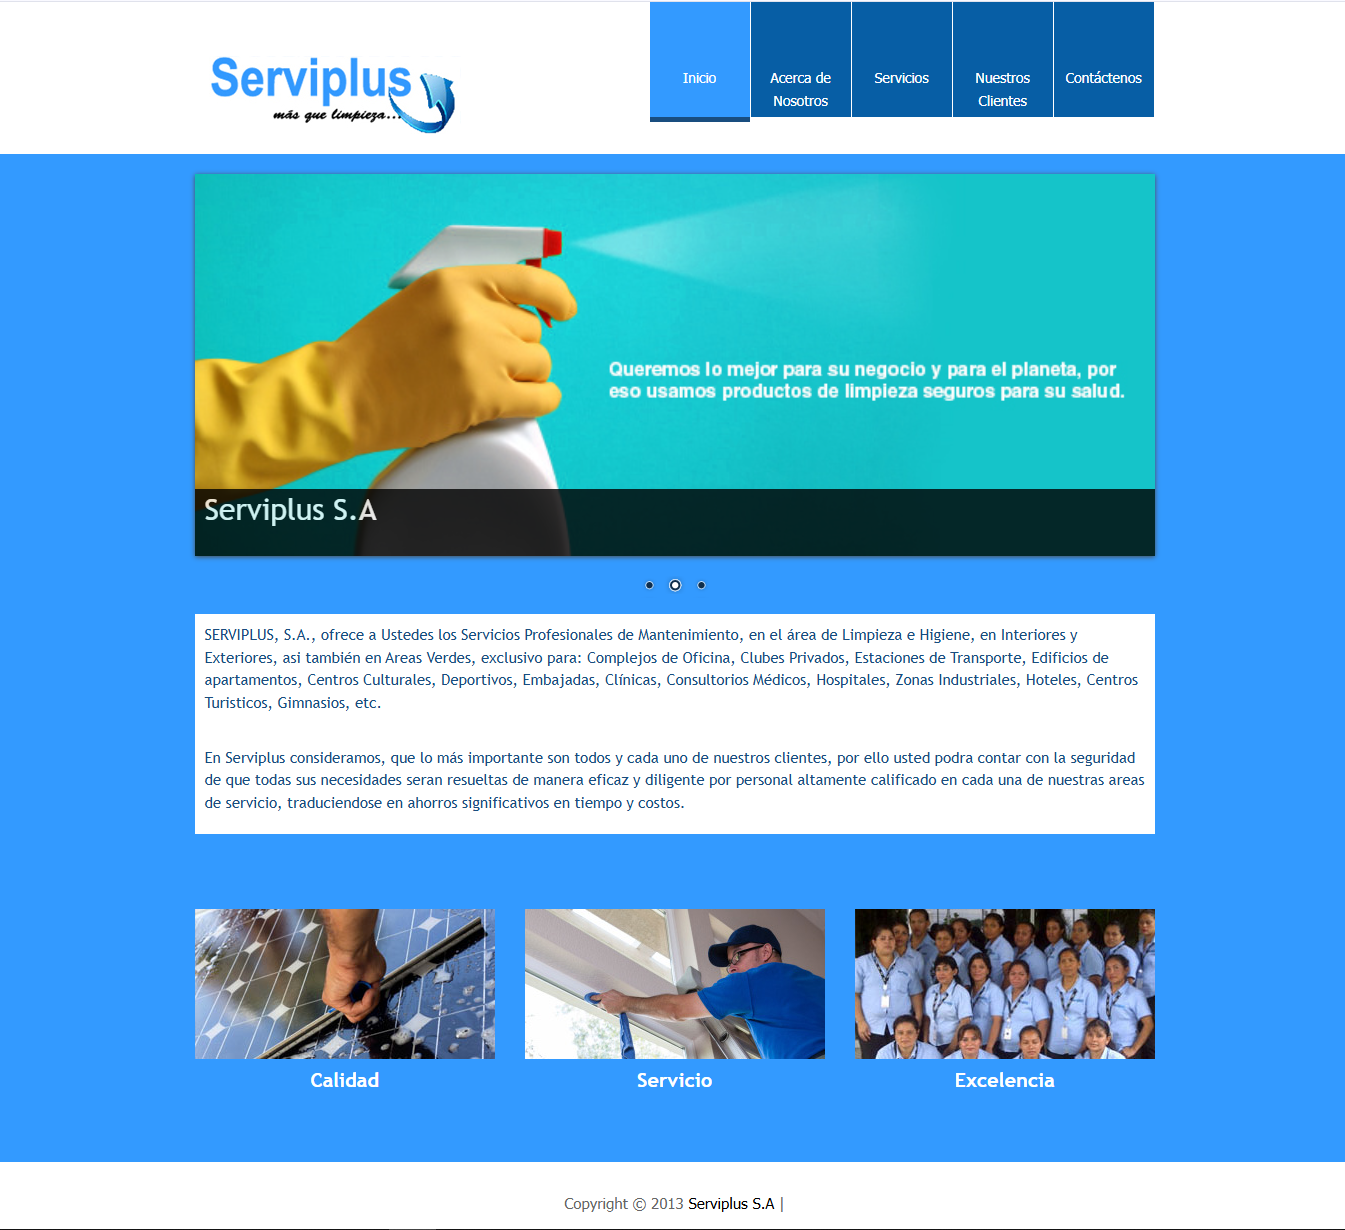 Serviplus
más que limpieza...
Inicio
Acerca de
Nosotros
Servicios
Nuestros
Clientes
Contáctenos
Queremos lo mejor para su negocio y para el planeta, por
eso usamos productos de limpieza seguros para su salud.
Serviplus S.A
SERVIPLUS, S.A., ofrece a Ustedes los Servicios Profesionales de Mantenimiento, en el área de Limpieza e Higiene, en Interiores y
Exteriores, asi también en Areas Verdes, exclusivo para: Complejos de Oficina, Clubes Privados, Estaciones de Transporte, Edificios de
apartamentos, Centros Culturales, Deportivos, Embajadas, Clínicas, Consultorios Médicos, Hospitales, Zonas Industriales, Hoteles, Centros
Turisticos, Gimnasios, etc.
En Serviplus consideramos, que lo más importante son todos y cada uno de nuestros clientes, por ello usted podra contar con la seguridad
de que todas sus necesidades seran resueltas de manera eficaz y diligente por personal altamente calificado en cada una de nuestras areas
de servicio, traduciendose en ahorros significativos en tiempo y costos.
Calidad
Servicio
Excelencia
Copyright © 2013 Serviplus S.A |